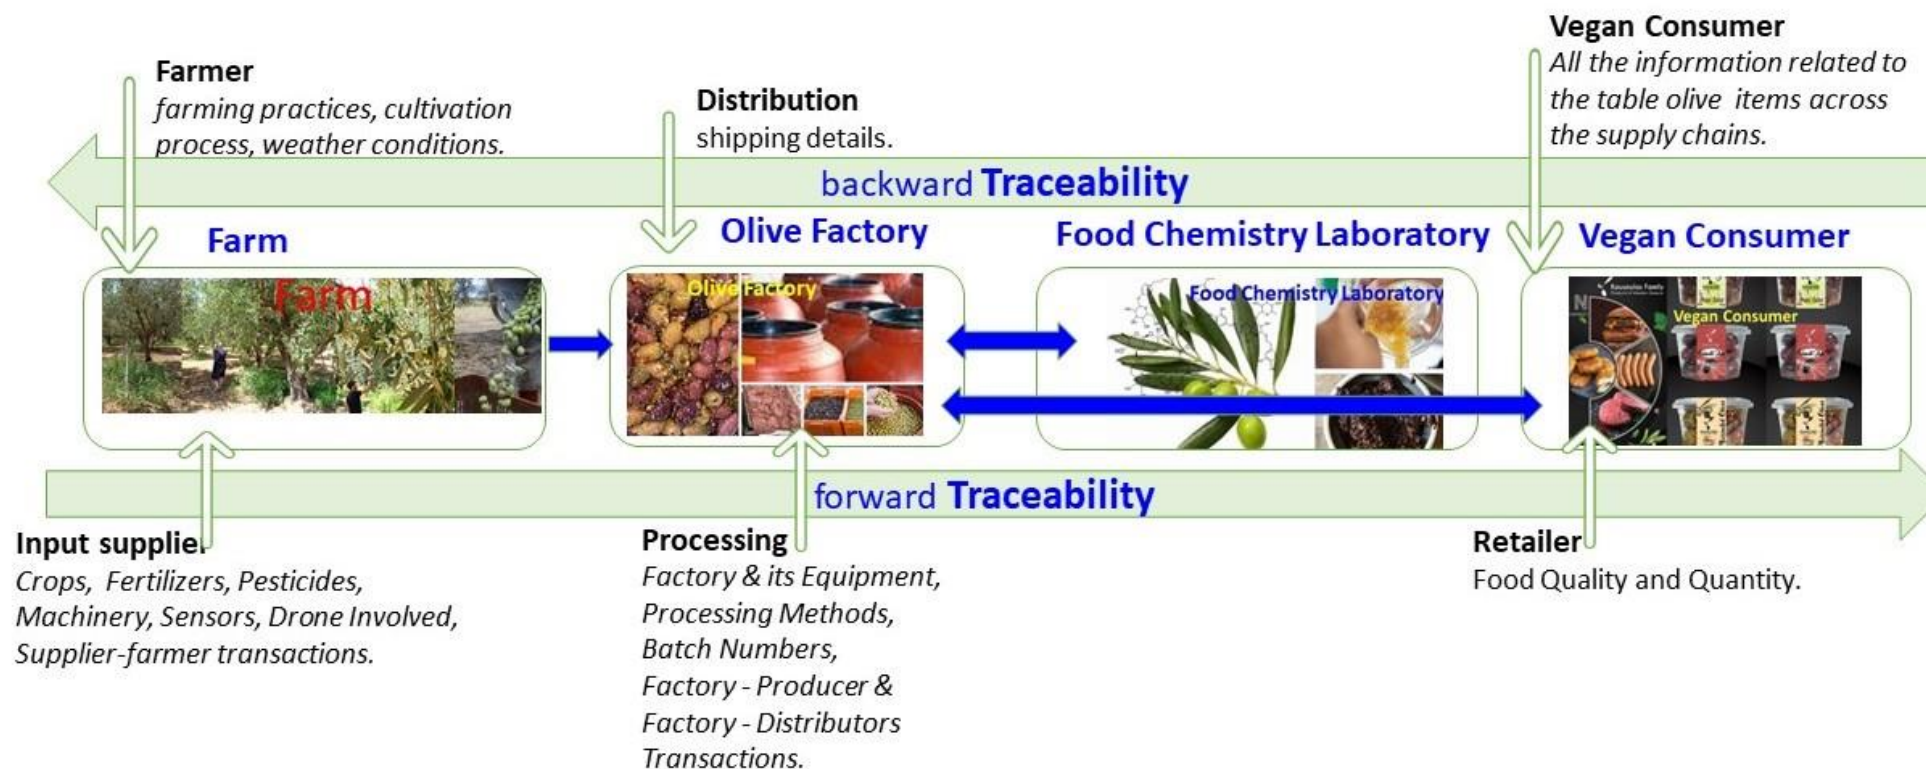 Vegan Consumer
All the information related to
the table olive items across
the supply chains.
Farmer
farming practices, cultivation
process, weather conditions.
Distribution
shipping details.
backward Traceability
Farm
Olive Factory
Food Chemistry Laboratory
Vegan Consumer
Farm
Olive Factory
Food Chemistry Laboratory
Vegan Consumer
forward Traceability
Input supplier
Crops, Fertilizers, Pesticides,
Machinery, Sensors, Drone Involved,
Supplier-farmer transactions.
Processing
Factory & its Equipment,
Processing Methods,
Batch Numbers,
Factory - Producer &
Factory - Distributors
Transactions.
Retailer
Food Quality and Quantity.